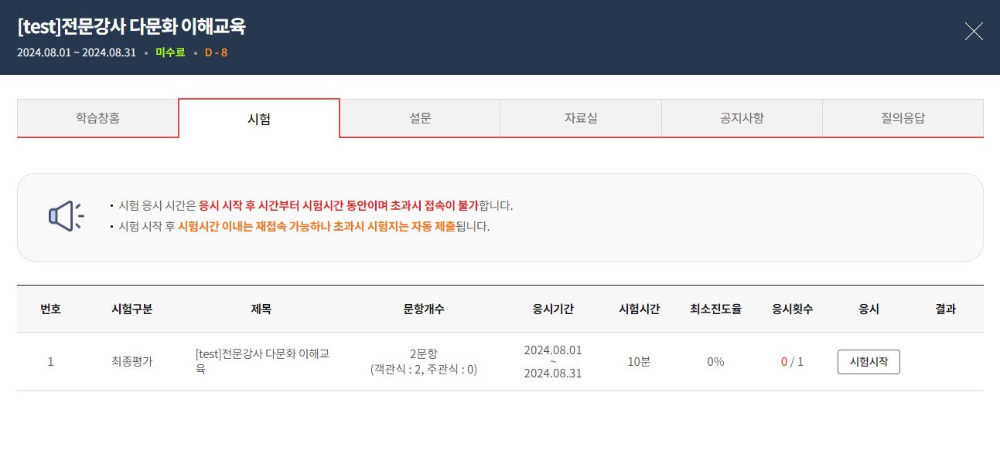 [test]전문강사 다문화 이해교육
2024.08.01 ~ 2024.08.31 • 미수료 • D - 8
학습창홈 시험 설문 자료실 공지사항 질의응답
• 시험 응시 시간은 응시 시작 후 시간부터 시험시간 동안이며 초과시 접속이 불가합니다.
• 시험 시작 후 시험시간 이내는 재접속 가능하나 초과시 시험지는 자동 제출됩니다.
번호 시험구분 제목 문항개수 응시기간 시험시간 최소진도율 응시횟수 응시 결과
1 최종평가 [test]전문강사 다문화 이해교
육 2문항
(객관식 : 2, 주관식 : 0) 2024.08.01
~
2024.08.31 10분 0% 0 / 1 시험시작